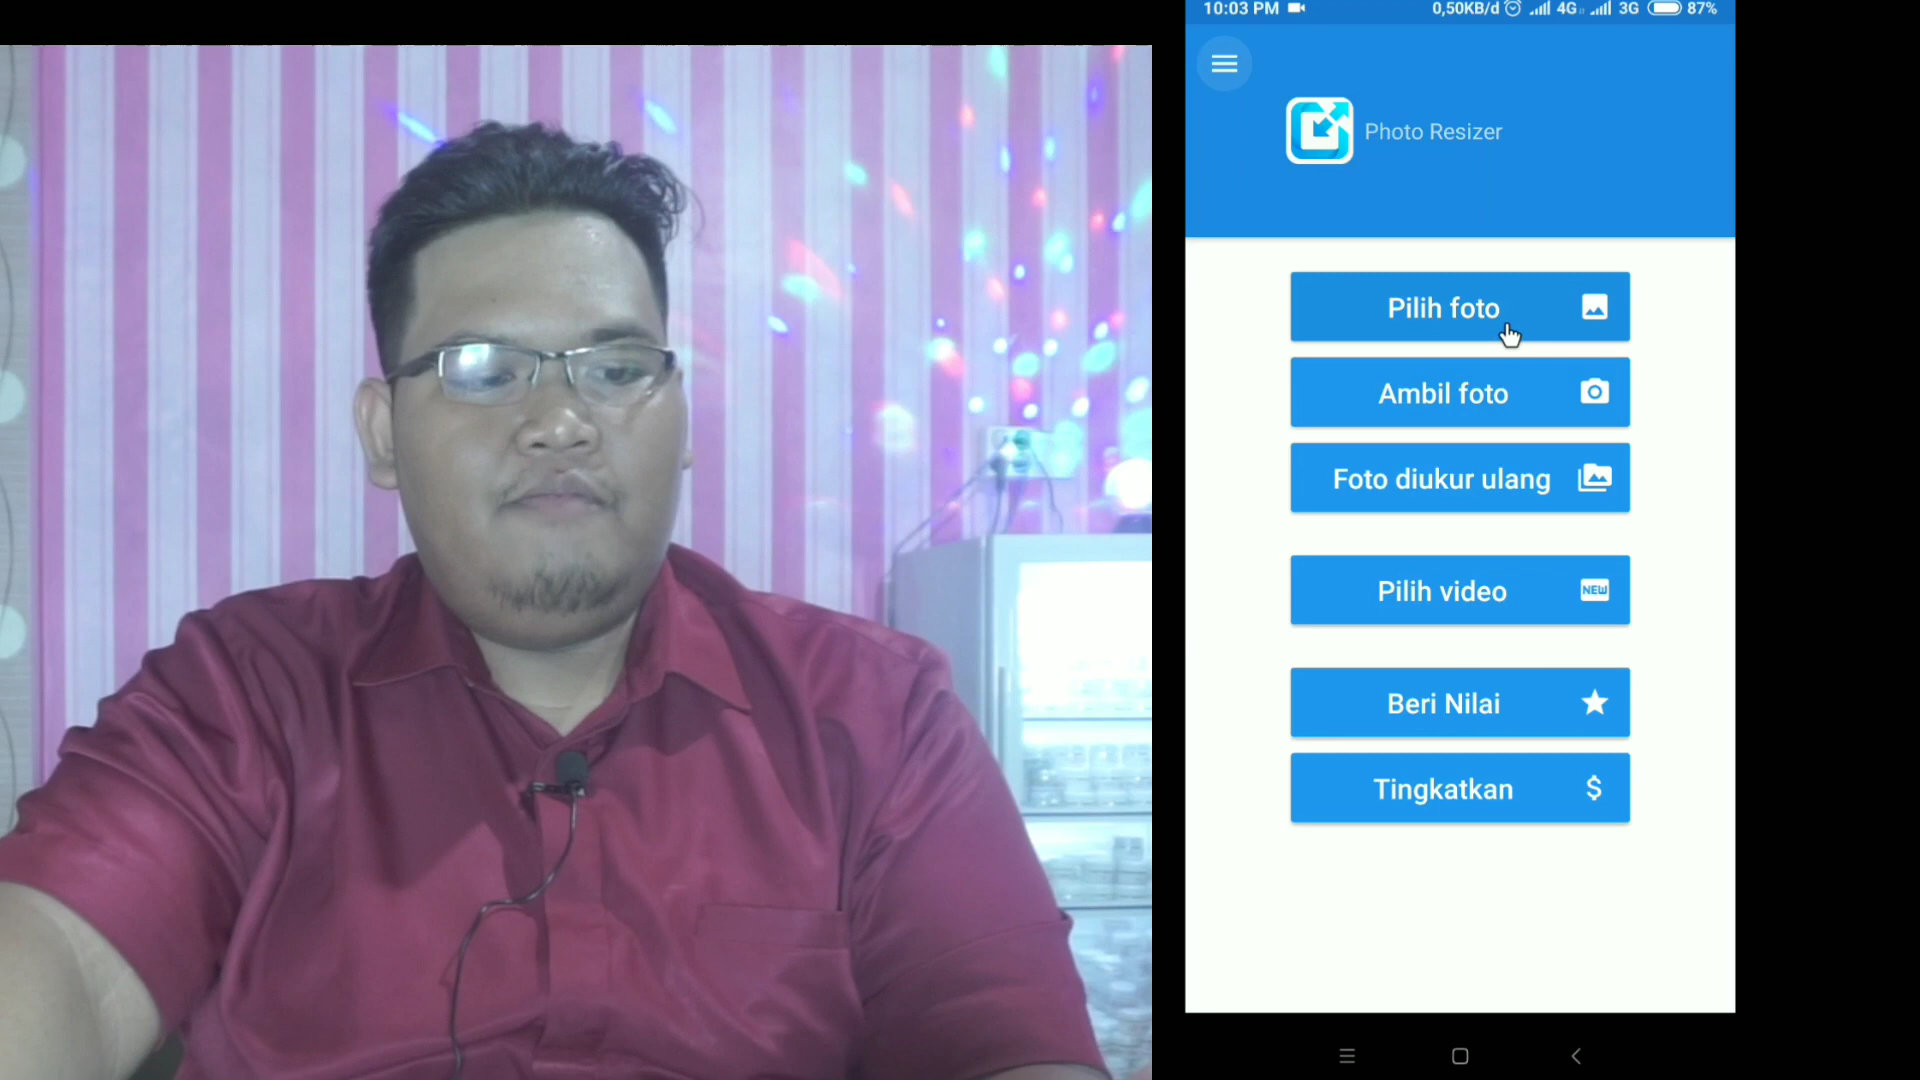 10:03 PM 0,50KB/d 4G 3G 87%
Photo Resizer
Pilih foto
Ambil foto
Foto diukur ulang
Pilih video NEW
Beri Nilai
Tingkatkan $